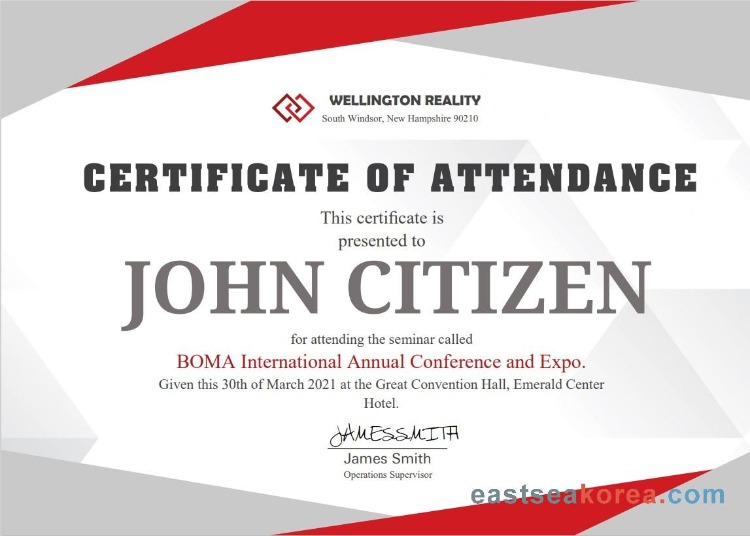 WELLINGTON REALITY
South Windsor, New Hampshire 90210
CERTIFICATE OF ATTENDANCE
This certificate is
presented to
JOHN CITIZEN
for attending the seminar called
BOMA International Annual Conference and Expo.
Given this 30th of March 2021 at the Great Convention Hall, Emerald Center
Hotel.
JAMESSMITH
James Smith
Operations Supervisor
eastseakorea.com